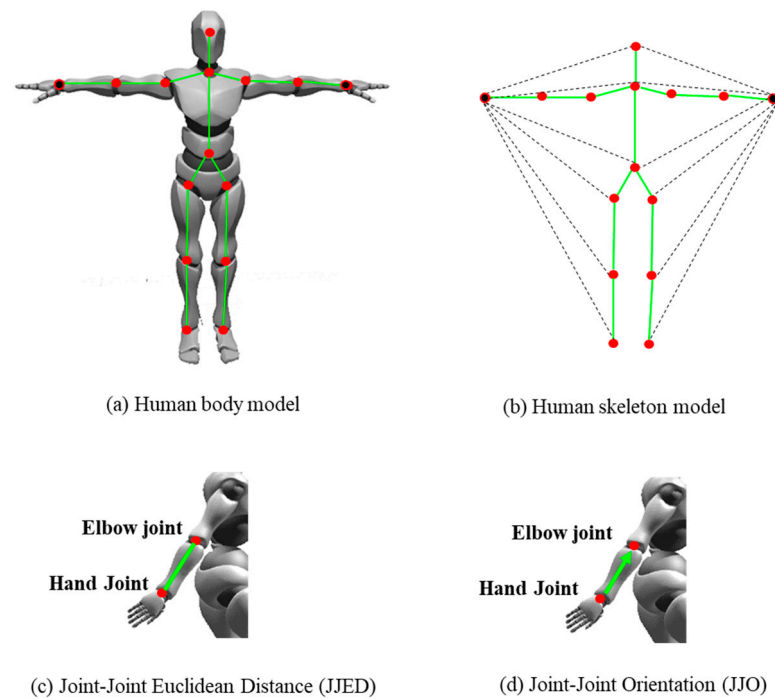 (a) Human body model
(b) Human skeleton model
Elbow joint
Hand Joint
Elbow joint
Hand Joint
(c) Joint-Joint Euclidean Distance (JJED)
(d) Joint-Joint Orientation (JJO)